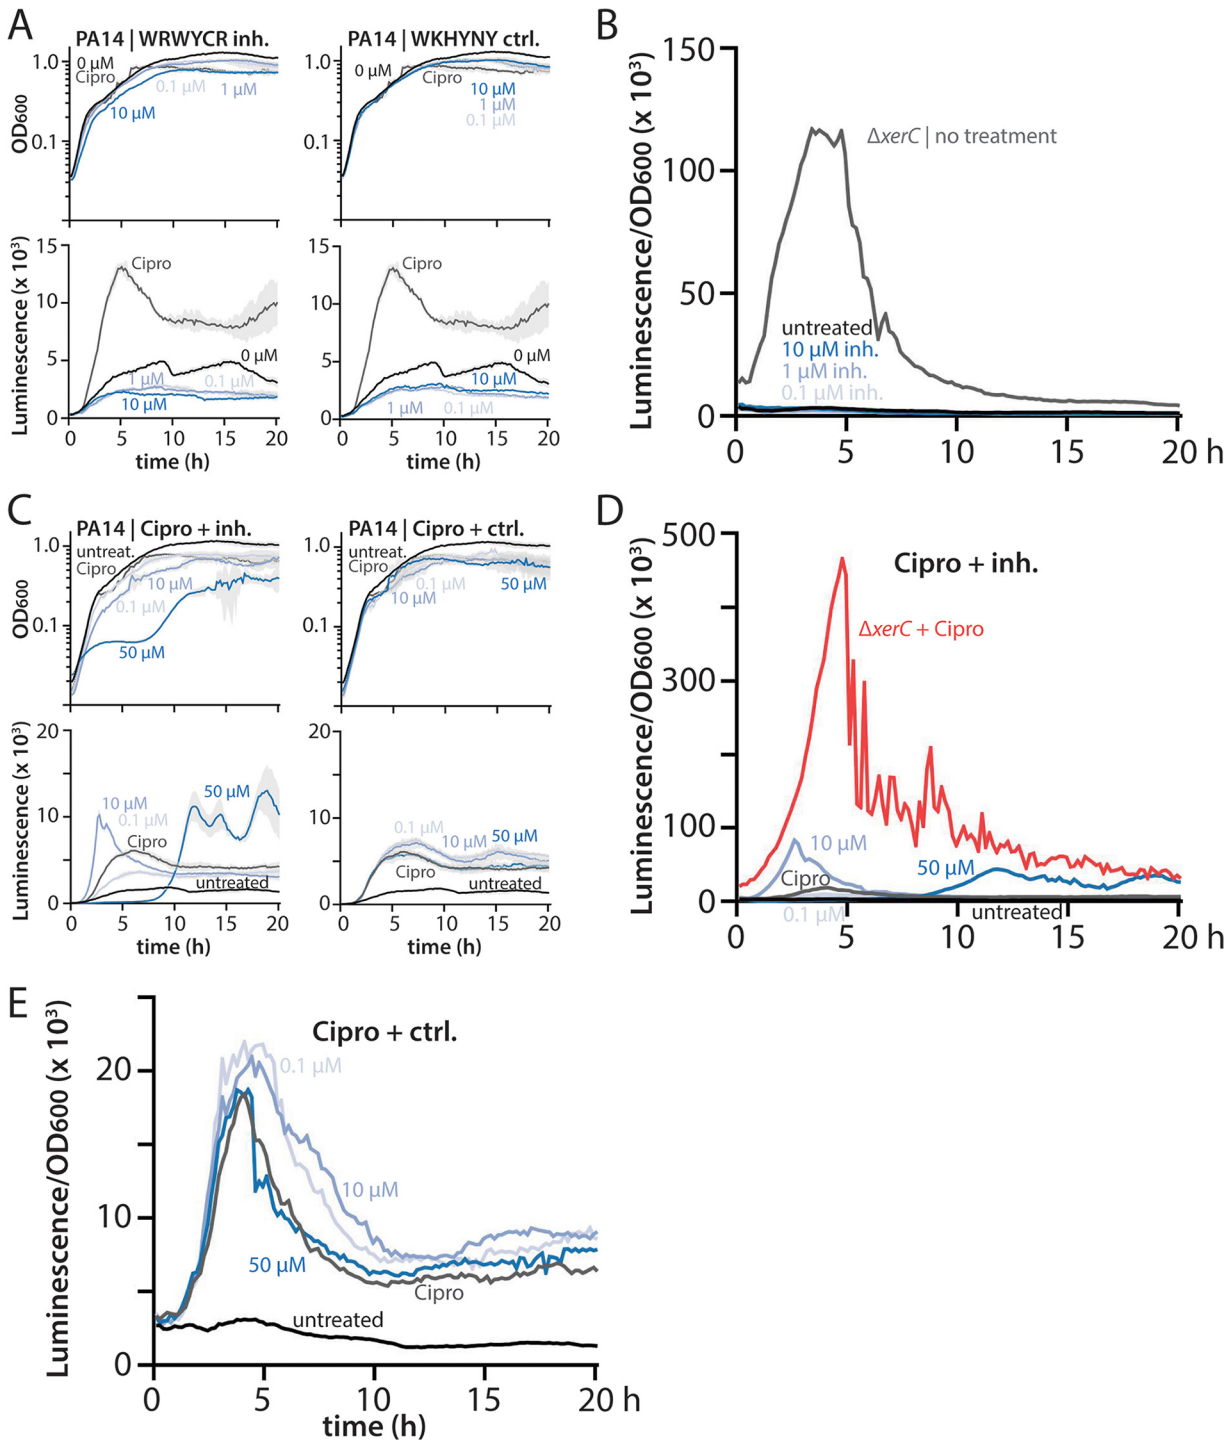 A
PA14 | WRWYCR inh.
PA14 | WKHYNY ctrl.
OD600
1.0
0.1
0 μM
Cipro
0.1 μM
1 μM
10 μM
1.0
0.1
0 μM
Cipro
10 μM
1 μM
0.1 μM
Luminescence (x 10³)
15
10
5
0
Cipro
0 μM
1 μM
0.1 μM
10 μM
0 5 10 15 20
time (h)
15
10
5
0
Cipro
0 μM
10 μM
1 μM
0.1 μM
0 5 10 15 20
time (h)
B
Luminescence/OD600 (x 10³)
150
100
50
0
ΔxerC | no treatment
untreated
10 μM inh.
1 μM inh.
0.1 μM inh.
0 5 10 15 20 h
C
PA14 | Cipro + inh.
PA14 | Cipro + ctrl.
OD600
1.0
0.1
untreat.
Cipro
10 μM
0.1 μM
50 μM
1.0
0.1
untreat.
Cipro
0.1 μM
10 μM
50 μM
Luminescence (x 10³)
20
10
0
50 μM
10 μM
0.1 μM
Cipro
untreated
0 5 10 15 20
time (h)
20
10
0
0.1 μM
10 μM
50 μM
Cipro
untreated
0 5 10 15 20
time (h)
D
Luminescence/OD600 (x 10³)
500
300
100
0
Cipro + inh.
ΔxerC + Cipro
10 μM
Cipro
50 μM
0.1 μM
untreated
0 5 10 15 20 h
E
Luminescence/OD600 (x 10³)
20
10
0
Cipro + ctrl.
0.1 μM
10 μM
50 μM
Cipro
untreated
0 5 10 15 20 h
time (h)